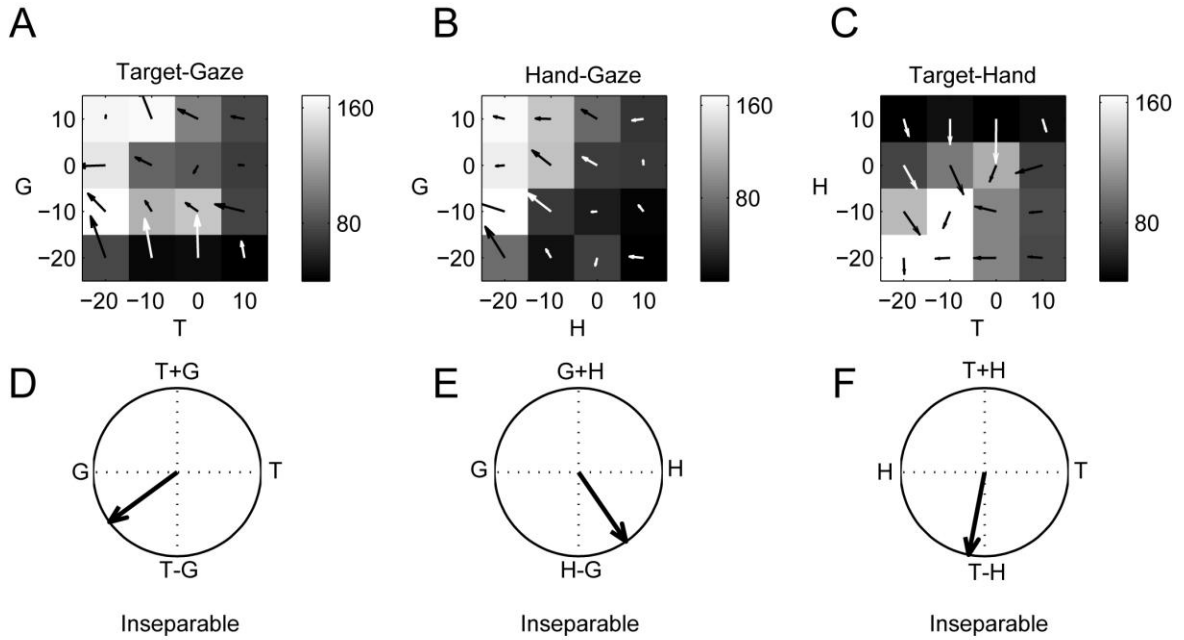 A
Target-Gaze
10
0
−10
−20
G
−20 −10 0 10
T
160
80
B
Hand-Gaze
10
0
−10
−20
G
−20 −10 0 10
H
160
80
C
Target-Hand
10
0
−10
−20
H
−20 −10 0 10
T
160
80
D
T+G
G
T
T-G
Inseparable
E
G+H
G
H
H-G
Inseparable
F
T+H
H
T
T-H
Inseparable